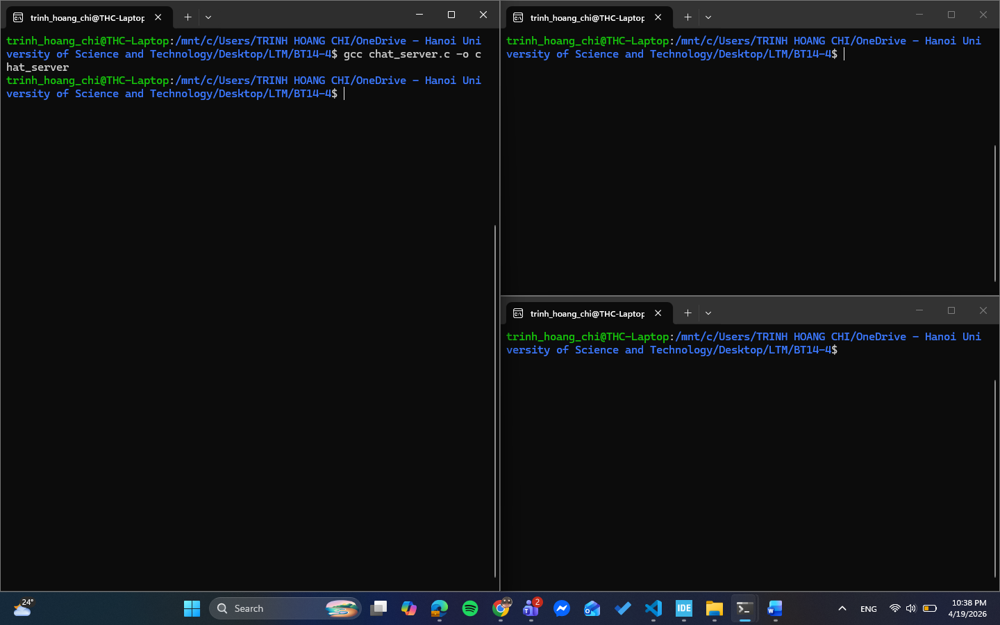 trinh_hoang_chi@THC-Laptop
trinh_hoang_chi@THC-Laptop:/mnt/c/Users/TRINH HOANG CHI/OneDrive - Hanoi Uni
versity of Science and Technology/Desktop/LTM/BT14-4$ gcc chat_server.c -o c
hat_server
trinh_hoang_chi@THC-Laptop:/mnt/c/Users/TRINH HOANG CHI/OneDrive - Hanoi Uni
versity of Science and Technology/Desktop/LTM/BT14-4$
trinh_hoang_chi@THC-Laptop
trinh_hoang_chi@THC-Laptop:/mnt/c/Users/TRINH HOANG CHI/OneDrive - Hanoi Uni
versity of Science and Technology/Desktop/LTM/BT14-4$
trinh_hoang_chi@THC-Laptop
trinh_hoang_chi@THC-Laptop:/mnt/c/Users/TRINH HOANG CHI/OneDrive - Hanoi Uni
versity of Science and Technology/Desktop/LTM/BT14-4$
24°
Search
2
IDE
ENG
10:38 PM
4/19/2026